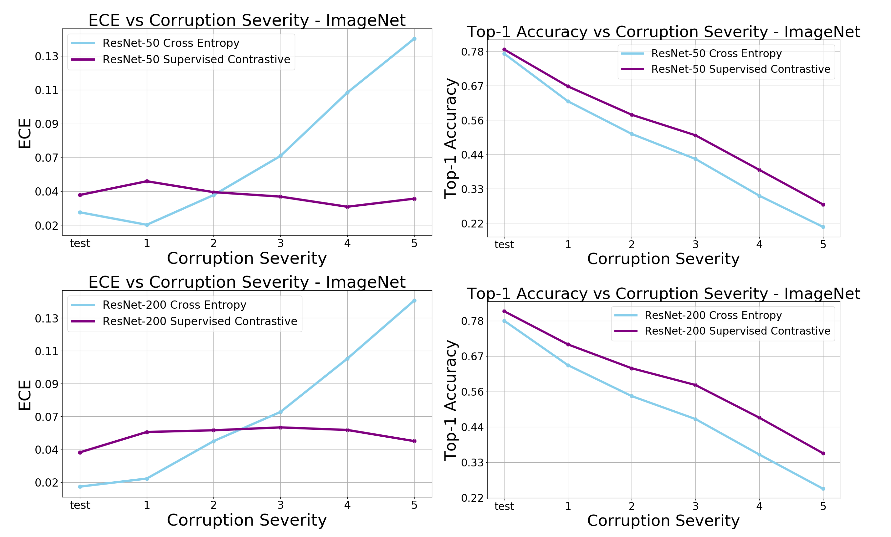 ECE vs Corruption Severity - ImageNet
ResNet-50 Cross Entropy
ResNet-50 Supervised Contrastive
ECE
0.13
0.11
0.09
0.07
0.04
0.02
test 1 2 3 4 5
Corruption Severity
Top-1 Accuracy vs Corruption Severity - ImageNet
ResNet-50 Cross Entropy
ResNet-50 Supervised Contrastive
Top-1 Accuracy
0.78
0.67
0.56
0.44
0.33
0.22
test 1 2 3 4 5
Corruption Severity
ECE vs Corruption Severity - ImageNet
ResNet-200 Cross Entropy
ResNet-200 Supervised Contrastive
ECE
0.13
0.11
0.09
0.07
0.04
0.02
test 1 2 3 4 5
Corruption Severity
Top-1 Accuracy vs Corruption Severity - ImageNet
ResNet-200 Cross Entropy
ResNet-200 Supervised Contrastive
Top-1 Accuracy
0.78
0.67
0.56
0.44
0.33
0.22
test 1 2 3 4 5
Corruption Severity